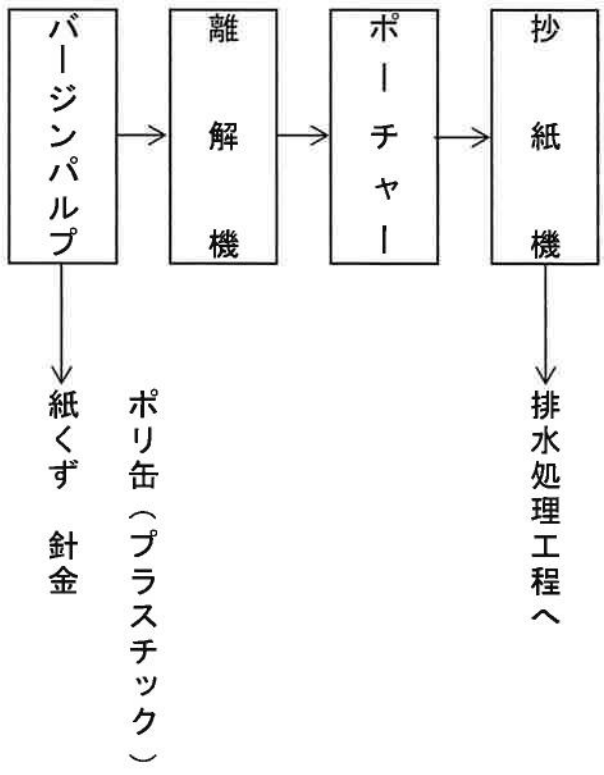 バージンパルプ
離解機
ポーチャー
抄紙機
紙くず 針金
ポリ缶（プラスチック）
排水処理工程へ